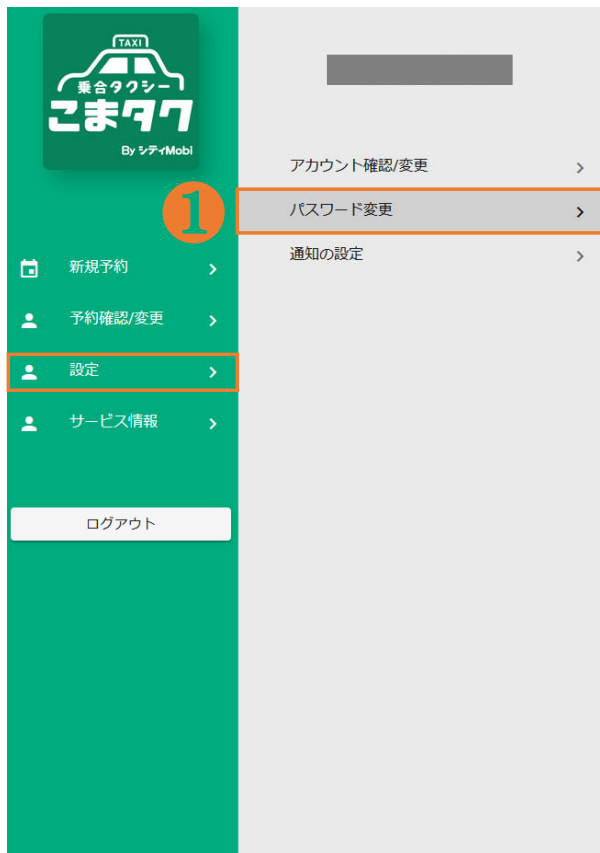 TAXI
乗合タクシー
こまタク
By シティMobi
アカウント確認/変更
1
パスワード変更
通知の設定
新規予約
予約確認/変更
設定
サービス情報
ログアウト